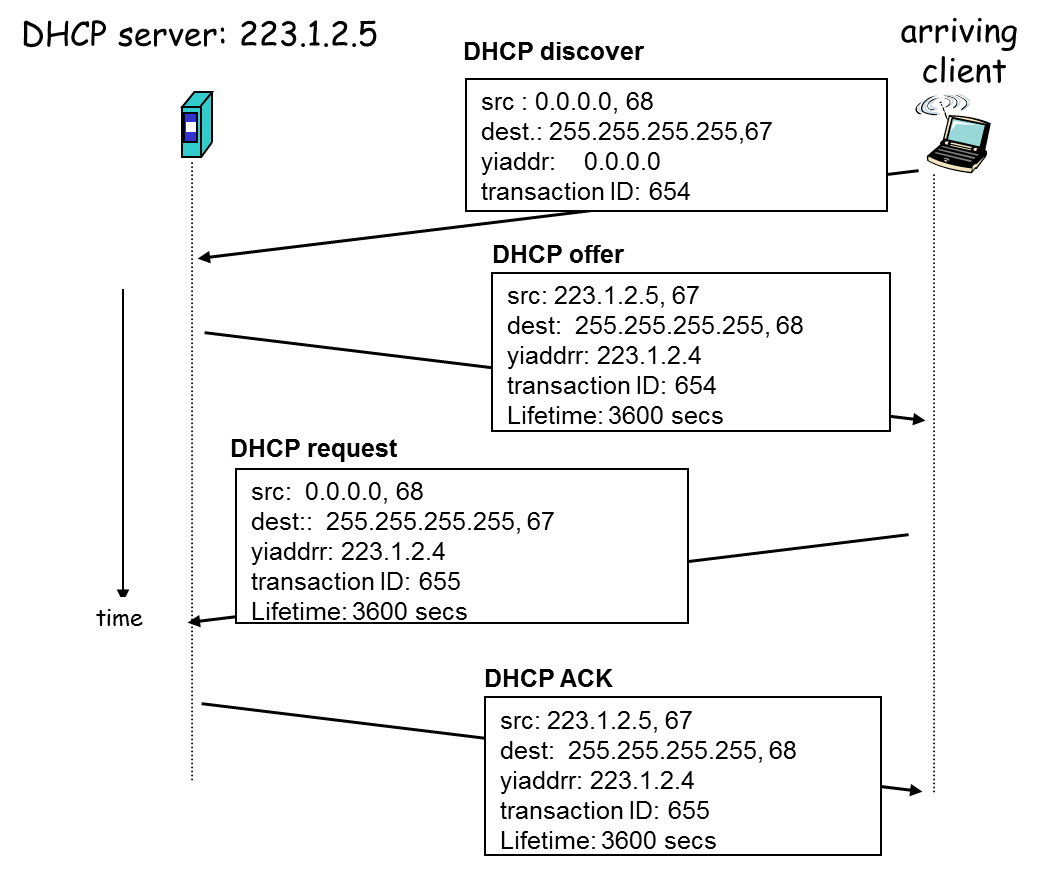 DHCP server: 223.1.2.5
arriving
client
DHCP discover
src : 0.0.0.0, 68
dest.: 255.255.255.255,67
yiaddr: 0.0.0.0
transaction ID: 654
DHCP offer
src: 223.1.2.5, 67
dest: 255.255.255.255, 68
yiaddrr: 223.1.2.4
transaction ID: 654
Lifetime: 3600 secs
DHCP request
src: 0.0.0.0, 68
dest:: 255.255.255.255, 67
yiaddrr: 223.1.2.4
transaction ID: 655
Lifetime: 3600 secs
time
DHCP ACK
src: 223.1.2.5, 67
dest: 255.255.255.255, 68
yiaddrr: 223.1.2.4
transaction ID: 655
Lifetime: 3600 secs